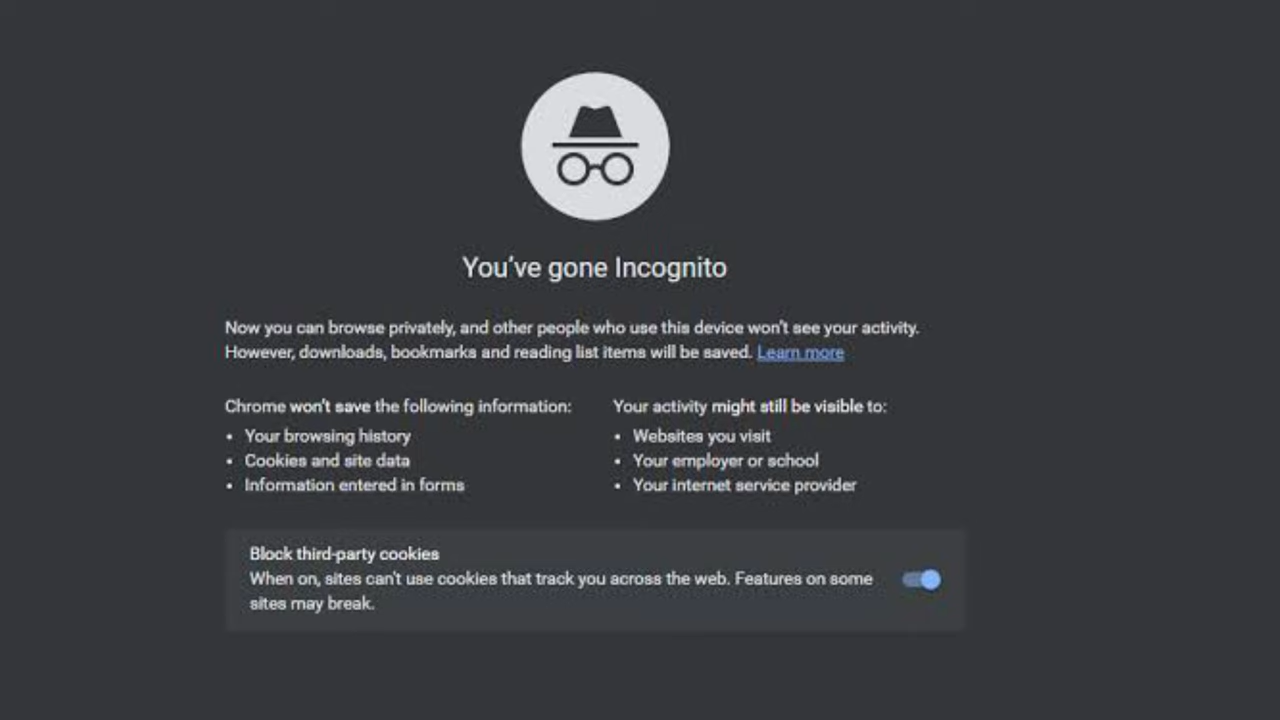 You've gone Incognito
Now you can browse privately, and other people who use this device won't see your activity.
However, downloads, bookmarks and reading list items will be saved. Learn more
Chrome won't save the following information:
• Your browsing history
• Cookies and site data
• Information entered in forms
Your activity might still be visible to:
• Websites you visit
• Your employer or school
• Your internet service provider
Block third-party cookies
When on, sites can't use cookies that track you across the web. Features on some
sites may break.